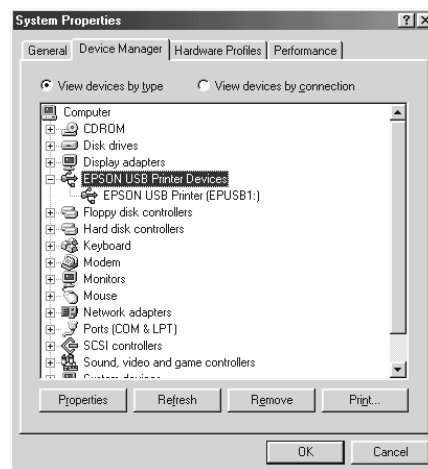 System Properties
General Device Manager Hardware Profiles Performance
View devices by type View devices by connection
Computer
CDROM
Disk drives
Display adapters
EPSON USB Printer Devices
EPSON USB Printer (EPUSB1:)
Floppy disk controllers
Hard disk controllers
Keyboard
Modem
Monitors
Mouse
Network adapters
Ports (COM & LPT)
SCSI controllers
Sound, video and game controllers
System devices
Properties Refresh Remove Print...
OK Cancel